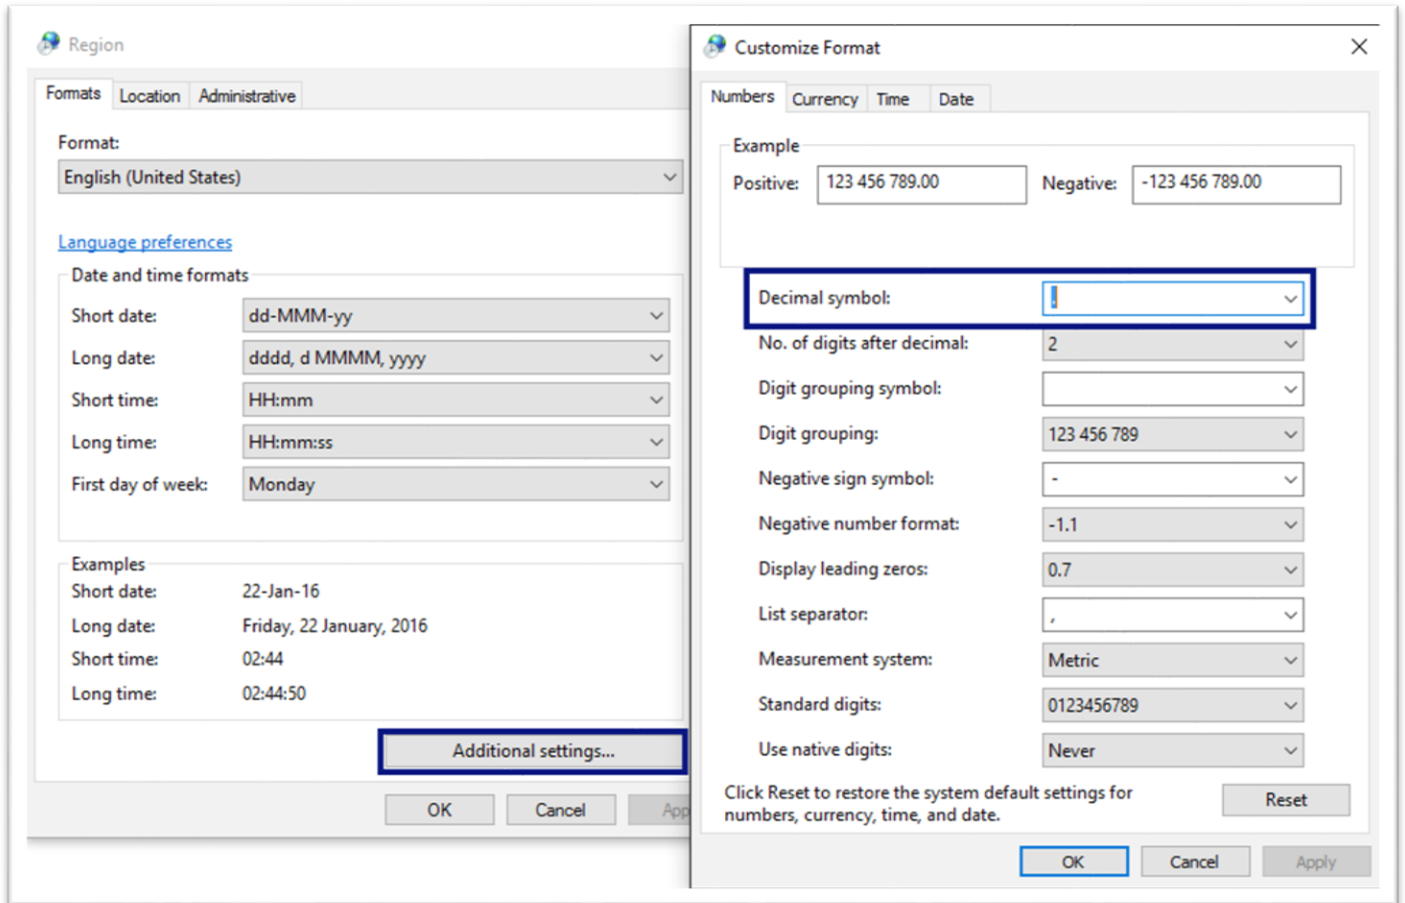 Region
Formats Location Administrative
Format:
English (United States)
Language preferences
Date and time formats
Short date: dd-MMM-yy
Long date: dddd, d MMMM, yyyy
Short time: HH:mm
Long time: HH:mm:ss
First day of week: Monday
Examples
Short date: 22-Jan-16
Long date: Friday, 22 January, 2016
Short time: 02:44
Long time: 02:44:50
Additional settings...
OK Cancel App
Customize Format
Numbers Currency Time Date
Example
Positive: 123 456 789.00 Negative: -123 456 789.00
Decimal symbol: .
No. of digits after decimal: 2
Digit grouping symbol:
Digit grouping: 123 456 789
Negative sign symbol: -
Negative number format: -1.1
Display leading zeros: 0.7
List separator: ,
Measurement system: Metric
Standard digits: 0123456789
Use native digits: Never
Click Reset to restore the system default settings for
numbers, currency, time, and date.
Reset
OK Cancel Apply